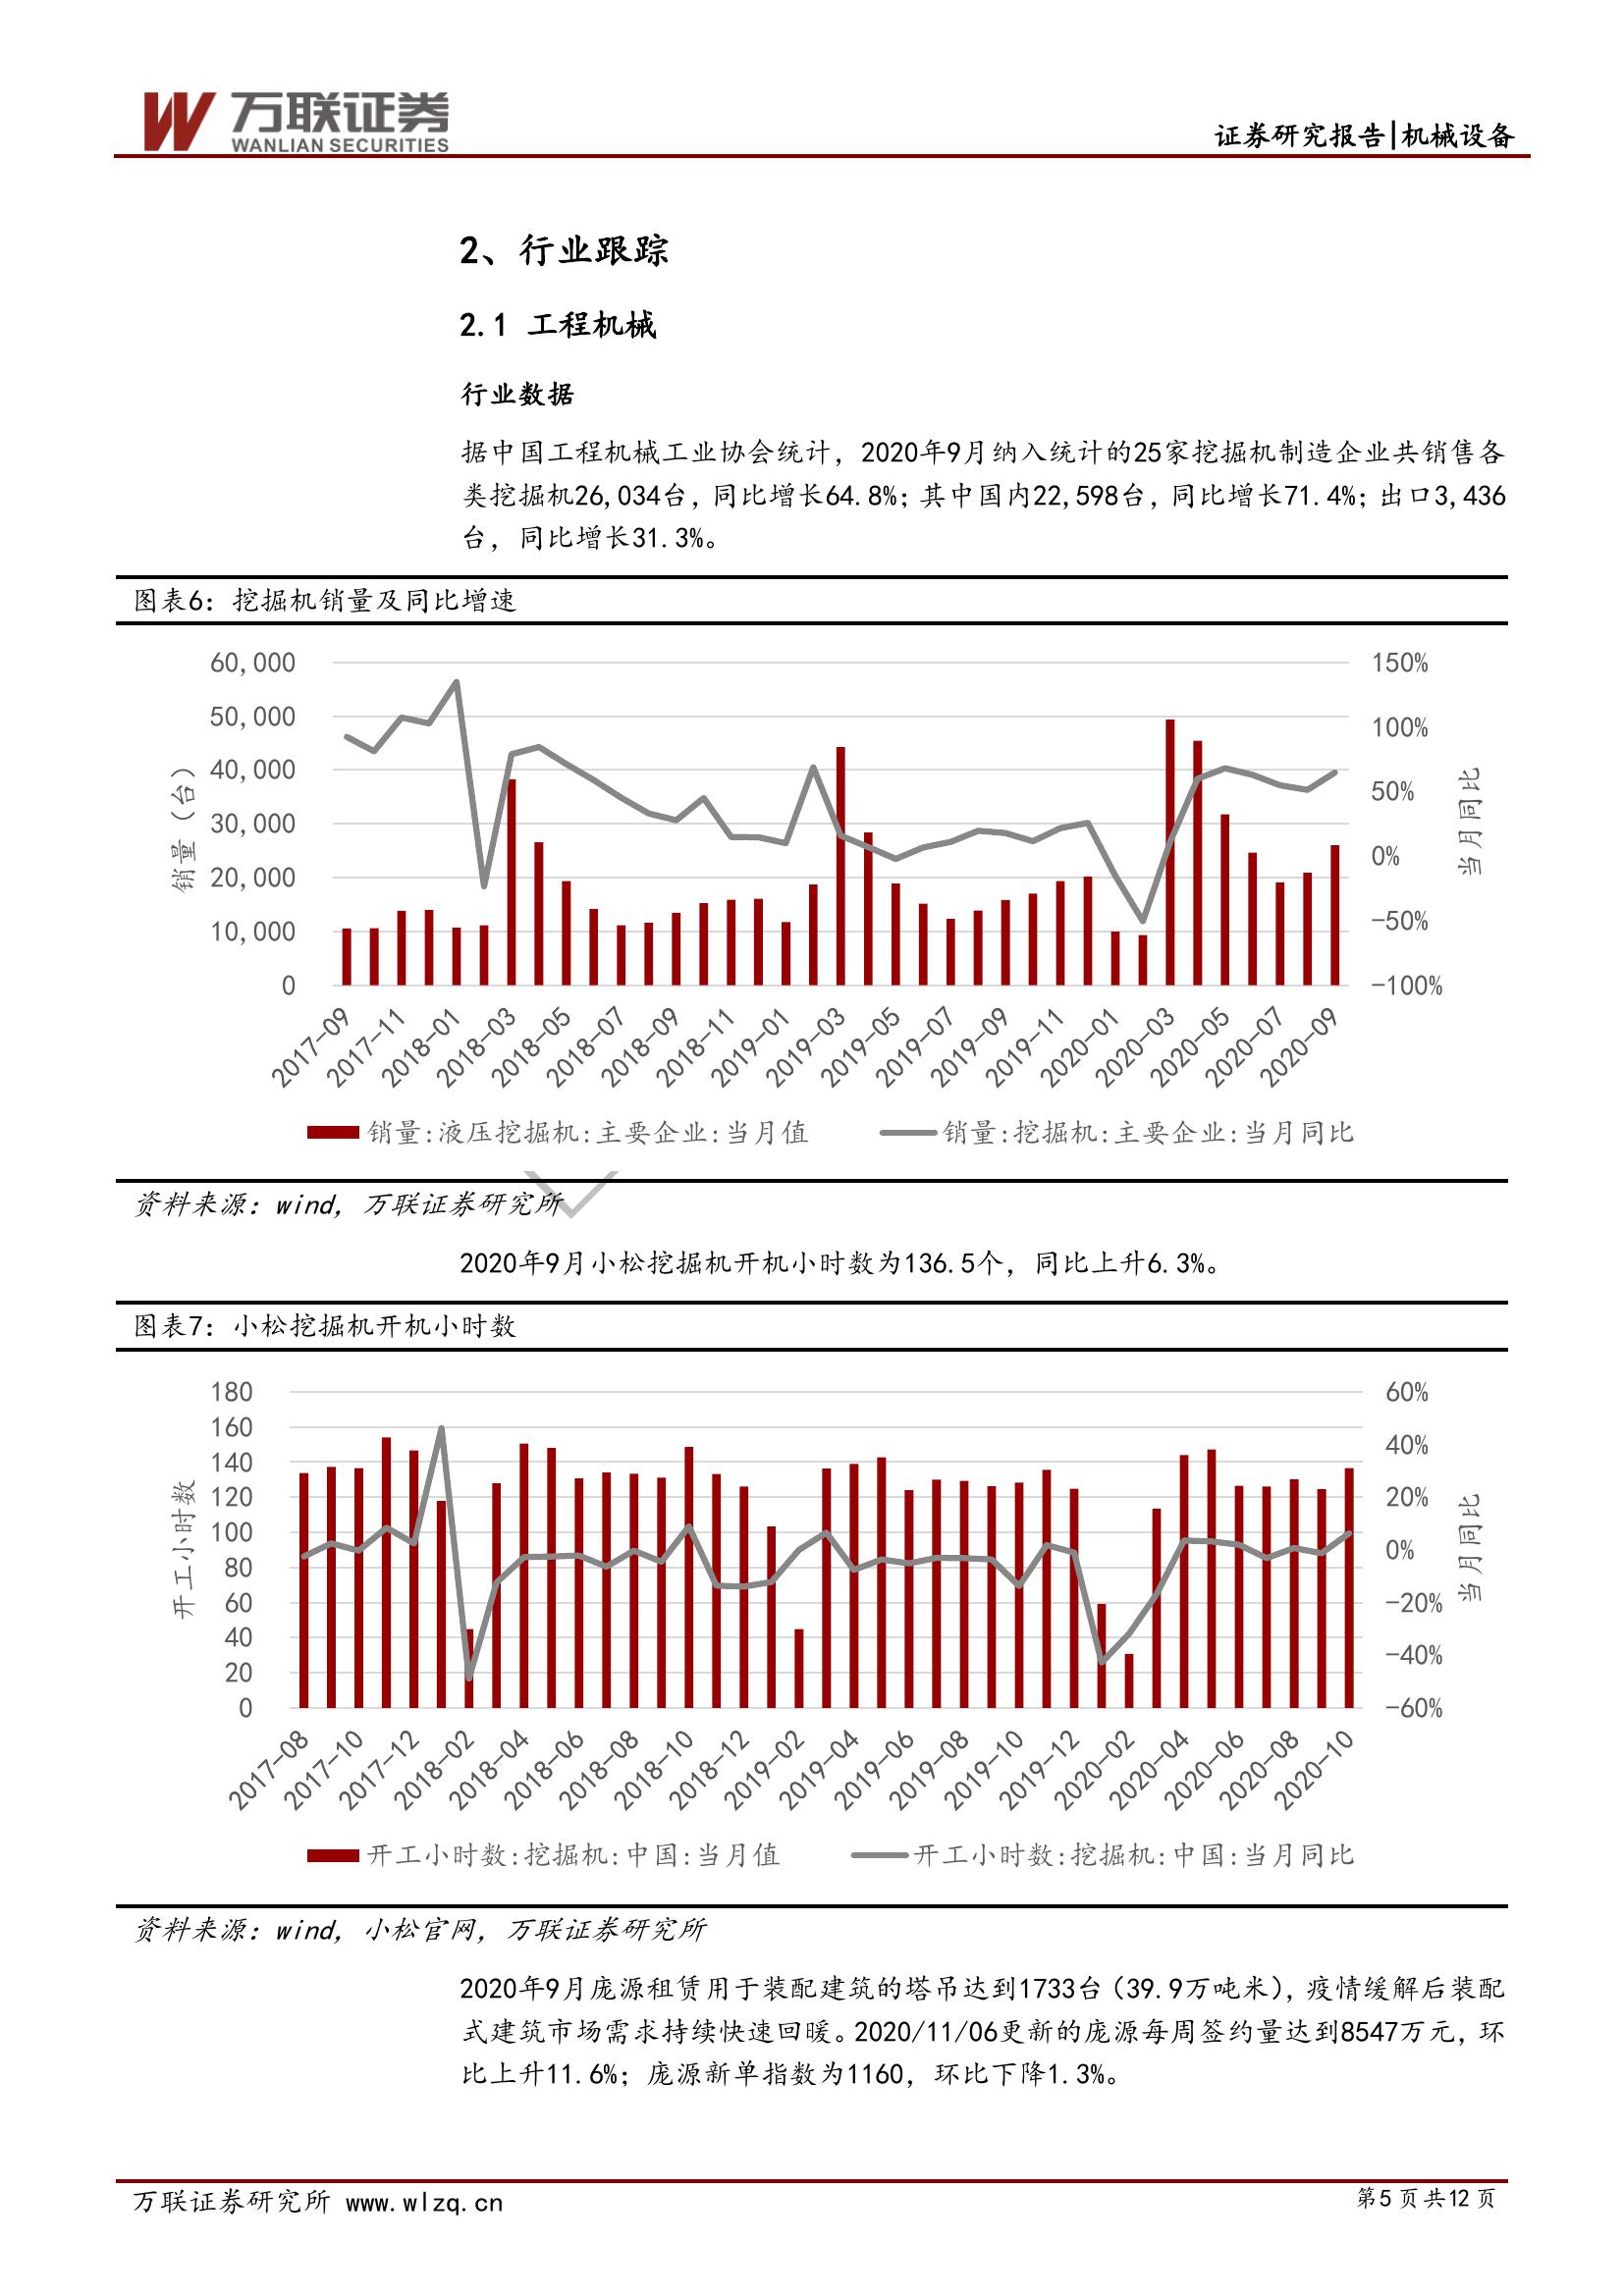 万联证券
WANLIAN SECURITIES
证券研究报告|机械设备
2、行业跟踪
2.1 工程机械
行业数据
据中国工程机械工业协会统计，2020年9月纳入统计的25家挖掘机制造企业共销售各
类挖掘机26,034台，同比增长64.8%；其中国内22,598台，同比增长71.4%；出口3,436
台，同比增长31.3%。
图表6：挖掘机销量及同比增速
60,000
50,000
40,000
30,000
20,000
10,000
0
销量（台）
150%
100%
50%
0%
-50%
-100%
当月同比
2017-09
2017-11
2018-01
2018-03
2018-05
2018-07
2018-09
2018-11
2019-01
2019-03
2019-05
2019-07
2019-09
2019-11
2020-01
2020-03
2020-05
2020-07
2020-09
销量:液压挖掘机:主要企业:当月值
销量:挖掘机:主要企业:当月同比
资料来源：wind，万联证券研究所
2020年9月小松挖掘机开机小时数为136.5个，同比上升6.3%。
图表7：小松挖掘机开机小时数
180
160
140
120
100
80
60
40
20
0
开工小时数
60%
40%
20%
0%
-20%
-40%
-60%
当月同比
2017-08
2017-10
2017-12
2018-02
2018-04
2018-06
2018-08
2018-10
2018-12
2019-02
2019-04
2019-06
2019-08
2019-10
2019-12
2020-02
2020-04
2020-06
2020-08
2020-10
开工小时数:挖掘机:中国:当月值
开工小时数:挖掘机:中国:当月同比
资料来源：wind，小松官网，万联证券研究所
2020年9月庞源租赁用于装配建筑的塔吊达到1733台（39.9万吨米），疫情缓解后装配
式建筑市场需求持续快速回暖。2020/11/06更新的庞源每周签约量达到8547万元，环
比上升11.6%；庞源新单指数为1160，环比下降1.3%。
万联证券研究所 www.wlzq.cn
第5页共12页